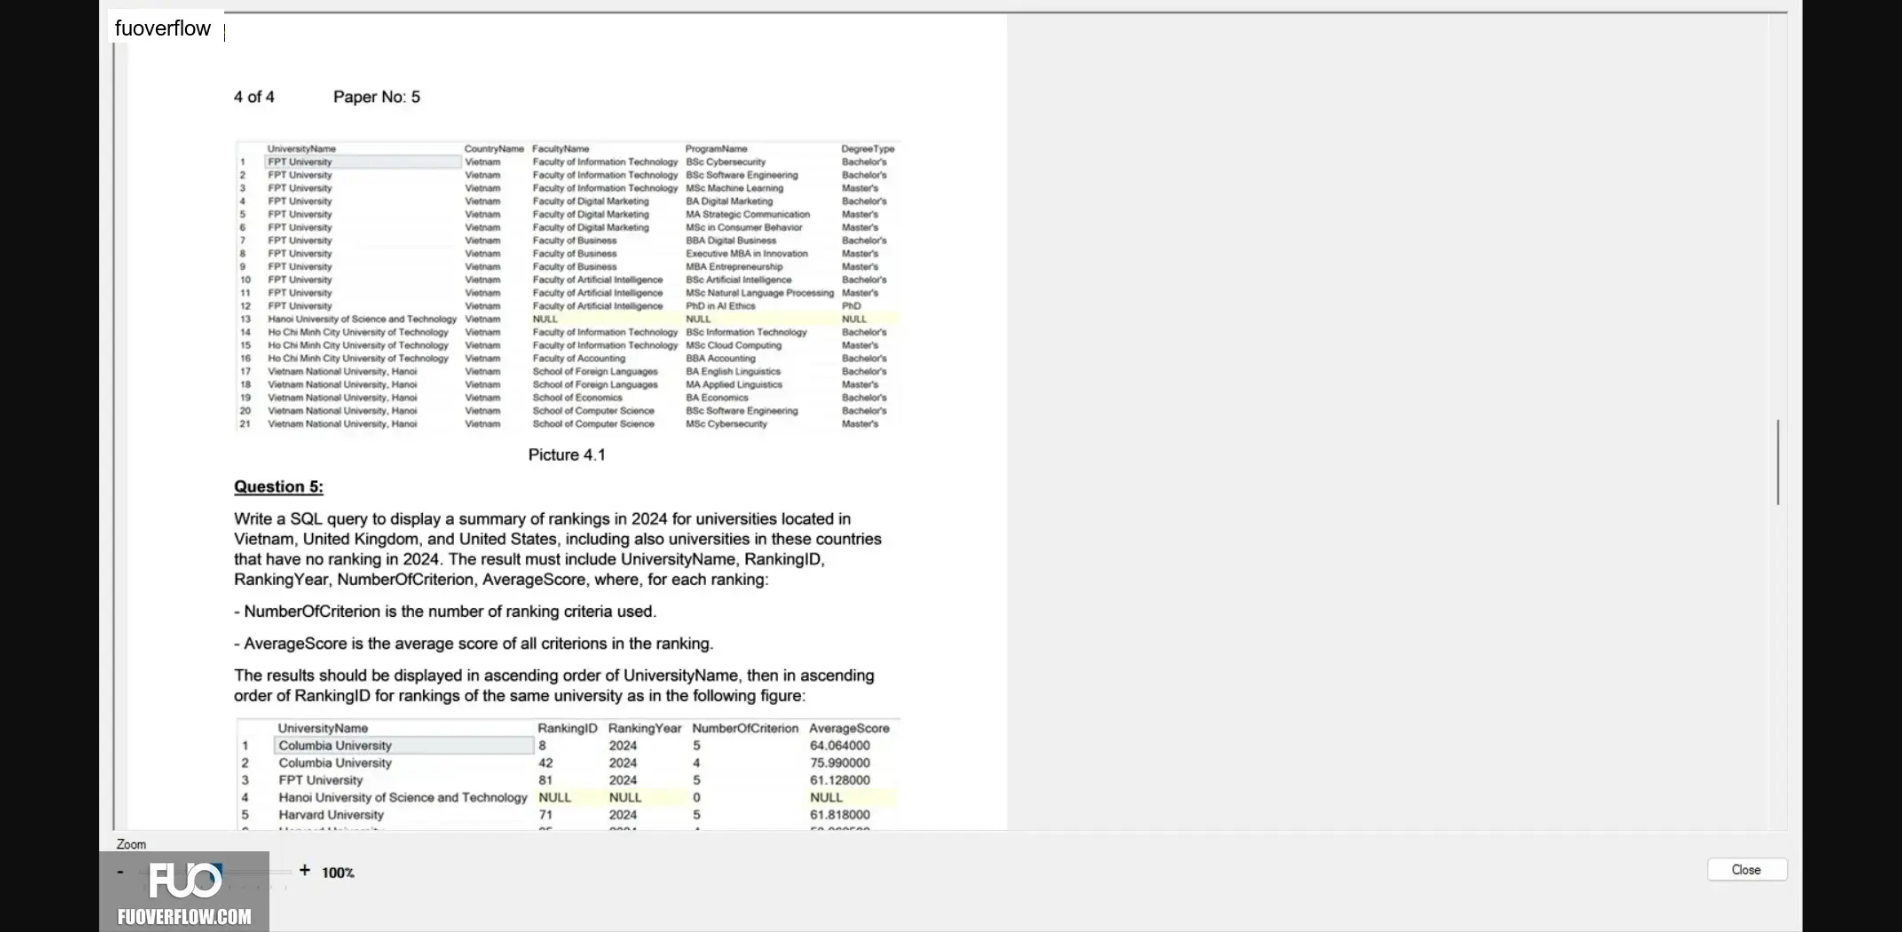 fuoverflow
4 of 4 Paper No: 5
UniversityName CountryName FacultyName ProgramName DegreeType
1 FPT University Vietnam Faculty of Information Technology BSc Cybersecurity Bachelor's
2 FPT University Vietnam Faculty of Information Technology BSc Software Engineering Bachelor's
3 FPT University Vietnam Faculty of Information Technology MSc Machine Learning Master's
4 FPT University Vietnam Faculty of Digital Marketing BA Digital Marketing Bachelor's
5 FPT University Vietnam Faculty of Digital Marketing MA Strategic Communication Master's
6 FPT University Vietnam Faculty of Digital Marketing MSc in Consumer Behavior Master's
7 FPT University Vietnam Faculty of Business BBA Digital Business Bachelor's
8 FPT University Vietnam Faculty of Business Executive MBA in Innovation Master's
9 FPT University Vietnam Faculty of Business MBA Entrepreneurship Master's
10 FPT University Vietnam Faculty of Artificial Intelligence BSc Artificial Intelligence Bachelor's
11 FPT University Vietnam Faculty of Artificial Intelligence MSc Natural Language Processing Master's
12 FPT University Vietnam Faculty of Artificial Intelligence PhD in AI Ethics PhD
13 Hanoi University of Science and Technology Vietnam NULL NULL NULL
14 Ho Chi Minh City University of Technology Vietnam Faculty of Information Technology BSc Information Technology Bachelor's
15 Ho Chi Minh City University of Technology Vietnam Faculty of Information Technology MSc Cloud Computing Master's
16 Ho Chi Minh City University of Technology Vietnam Faculty of Accounting BBA Accounting Bachelor's
17 Vietnam National University, Hanoi Vietnam School of Foreign Languages BA English Linguistics Bachelor's
18 Vietnam National University, Hanoi Vietnam School of Foreign Languages MA Applied Linguistics Master's
19 Vietnam National University, Hanoi Vietnam School of Economics BA Economics Bachelor's
20 Vietnam National University, Hanoi Vietnam School of Computer Science BSc Software Engineering Bachelor's
21 Vietnam National University, Hanoi Vietnam School of Computer Science MSc Cybersecurity Master's
Picture 4.1
Question 5:
Write a SQL query to display a summary of rankings in 2024 for universities located in
Vietnam, United Kingdom, and United States, including also universities in these countries
that have no ranking in 2024. The result must include UniversityName, RankingID,
RankingYear, NumberOfCriterion, AverageScore, where, for each ranking:
- NumberOfCriterion is the number of ranking criteria used.
- AverageScore is the average score of all criterions in the ranking.
The results should be displayed in ascending order of UniversityName, then in ascending
order of RankingID for rankings of the same university as in the following figure:
UniversityName RankingID RankingYear NumberOfCriterion AverageScore
1 Columbia University 8 2024 5 64.064000
2 Columbia University 42 2024 4 75.990000
3 FPT University 81 2024 5 61.128000
4 Hanoi University of Science and Technology NULL NULL 0 NULL
5 Harvard University 71 2024 5 61.818000
Zoom
- + 100%
Close
FUO
FUOVERFLOW.COM